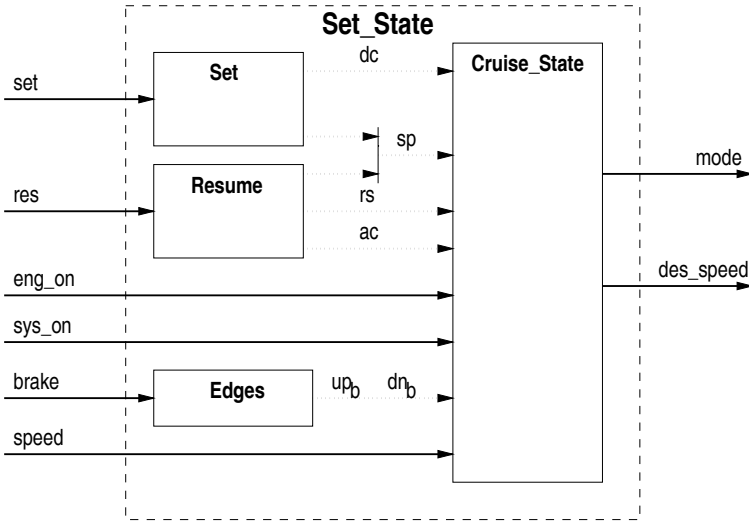 Set_State
set
Set
dc
Cruise_State
sp
mode
res
Resume
rs
ac
des_speed
eng_on
sys_on
brake
Edges
up_b dn_b
speed